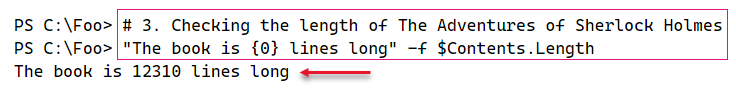 PS C:\Foo> # 3. Checking the length of The Adventures of Sherlock Holmes
PS C:\Foo> "The book is {0} lines long" -f $Contents.Length
The book is 12310 lines long